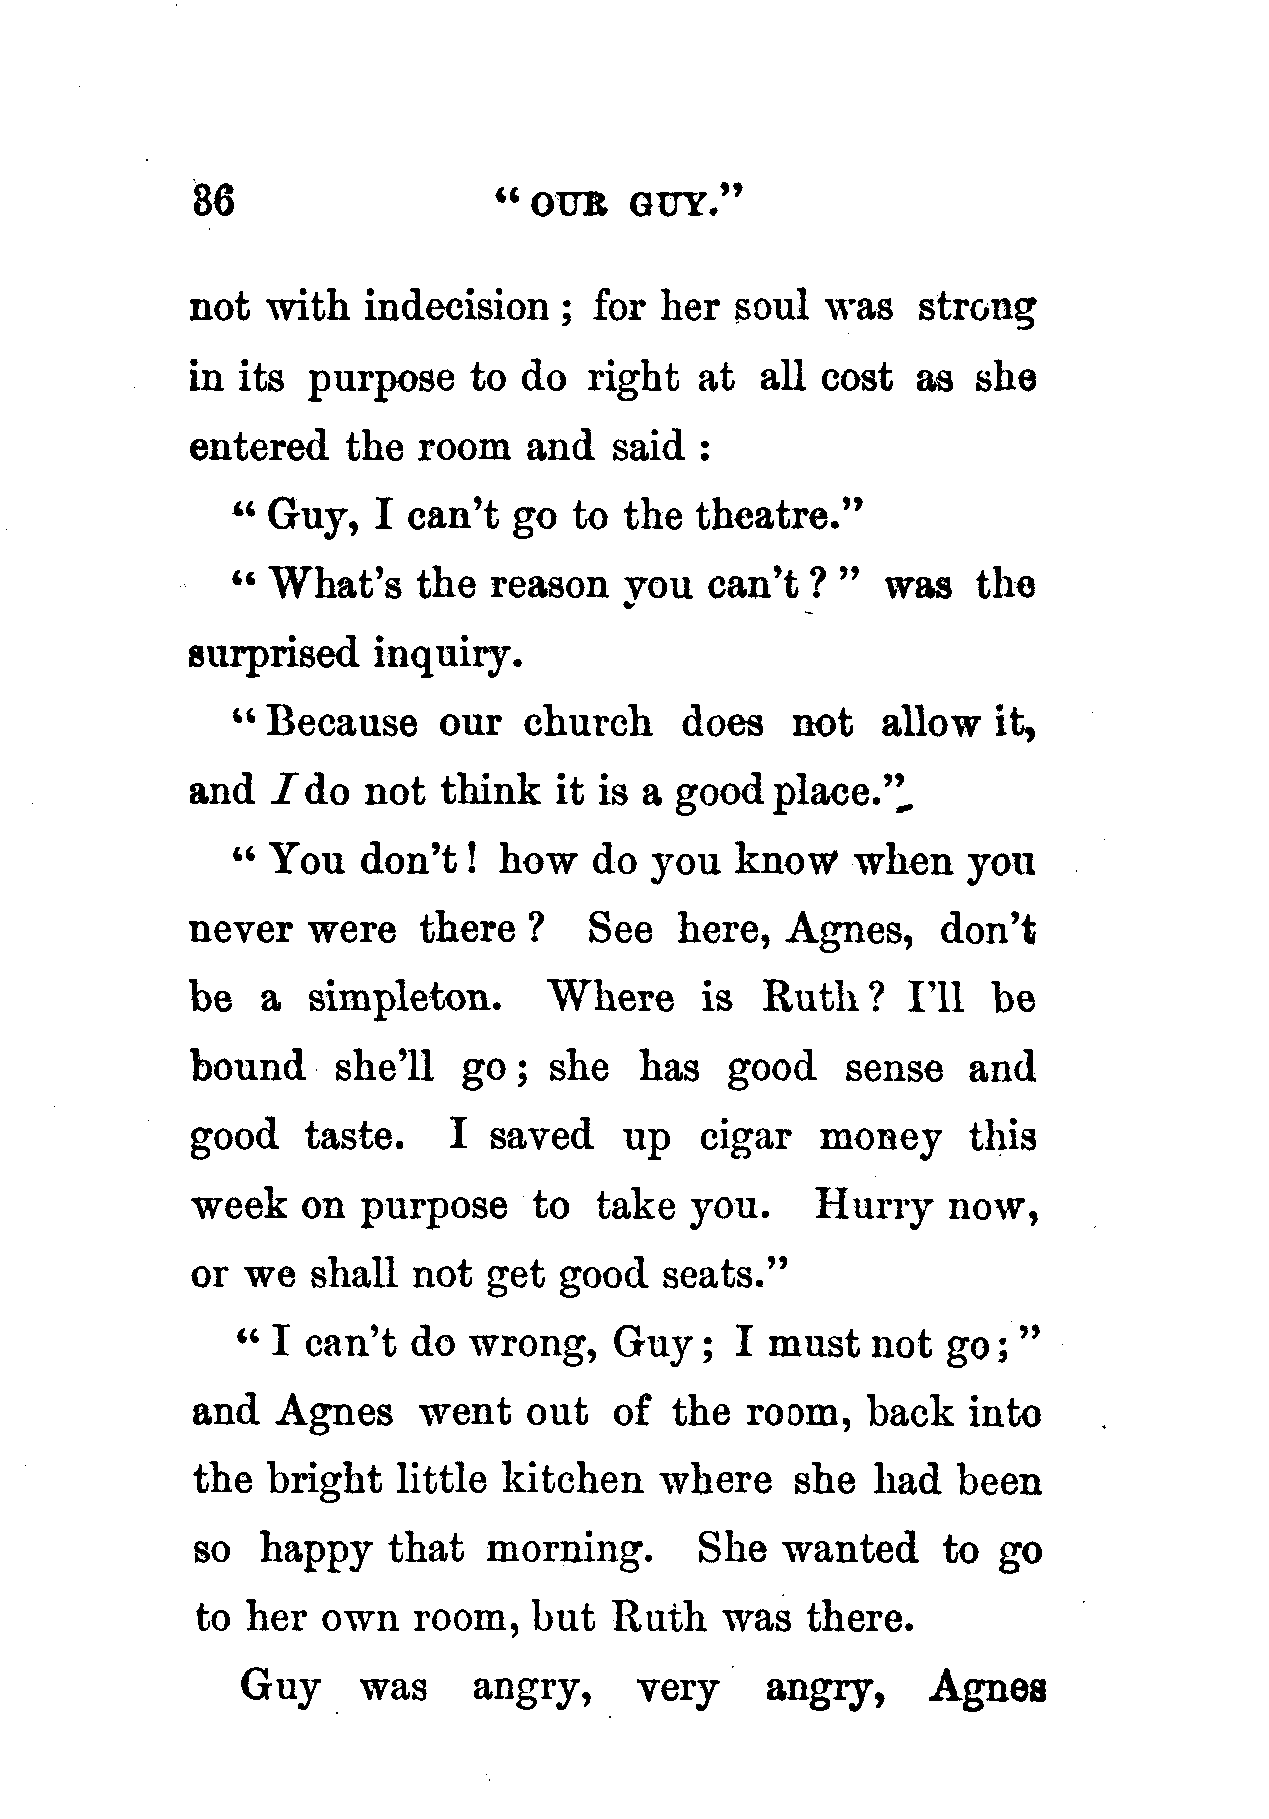 86 " OUR GUY."
not with indecision ; for her soul was strong
in its purpose to do right at all cost as she
entered the room and said :
" Guy, I can't go to the theatre."
" What's the reason you can't ? " was the
surprised inquiry.
" Because our church does not allow it,
and I do not think it is a good place."
" You don't ! how do you know when you
never were there ? See here, Agnes, don't
be a simpleton. Where is Ruth ? I'll be
bound she'll go ; she has good sense and
good taste. I saved up cigar money this
week on purpose to take you. Hurry now,
or we shall not get good seats."
" I can't do wrong, Guy ; I must not go ; "
and Agnes went out of the room, back into
the bright little kitchen where she had been
so happy that morning. She wanted to go
to her own room, but Ruth was there.
Guy was angry, very angry, Agnes